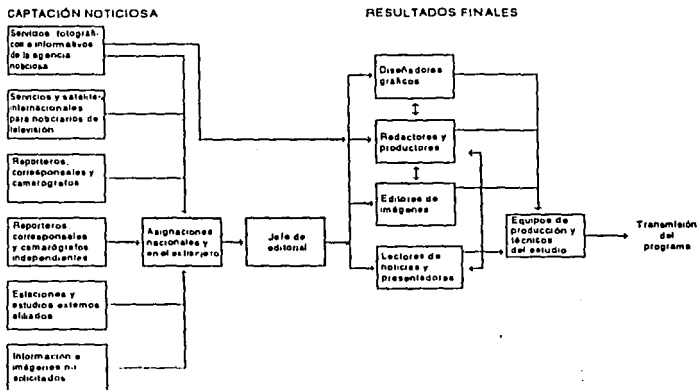 CAPTACIÓN NOTICIOSA
RESULTADOS FINALES
Servicios fotográfi-
cos e informativos
de la agencia
noticiosa
Servicios y satélites
internacionales
para noticiarios de
televisión
Reporteros,
corresponsales y
camarógrafos
Reporteros
corresponsales
y camarógrafos
independientes
Estaciones y
estudios externos
afiliados
Información e
imágenes no
solicitados
Asignaciones
nacionales y
en el extranjero
Jefe de
editorial
Diseñadores
gráficos
Redactores y
productores
Editores de
imágenes
Lectores de
noticias y
presentadores
Equipos de
producción y
técnicos
del estudio
Transmisión
del
programa